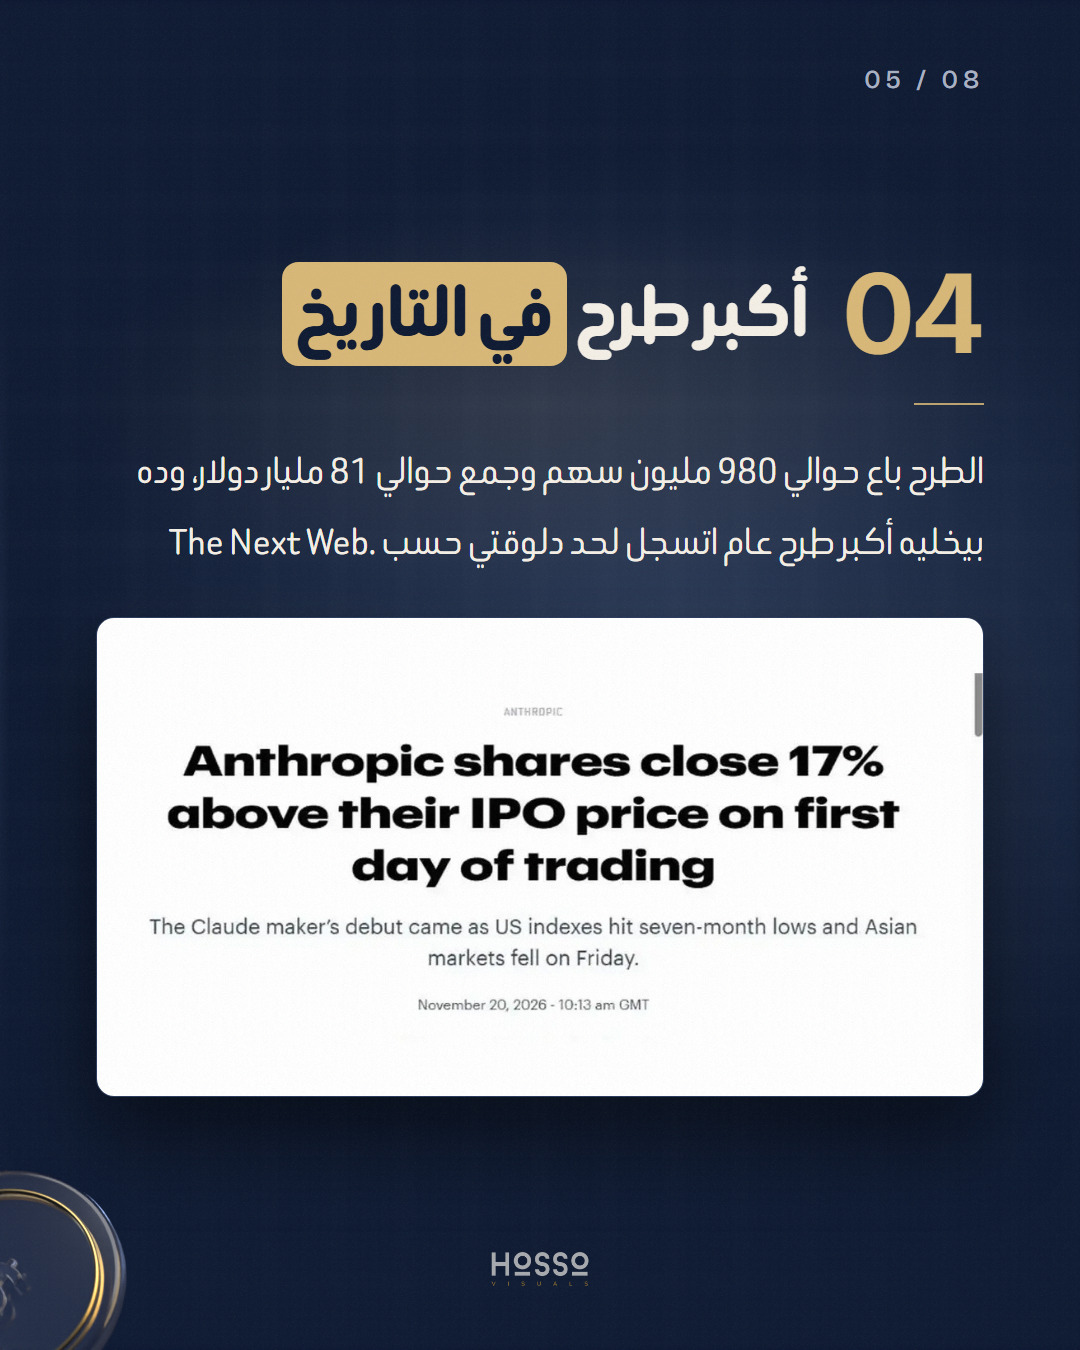 05 / 08
04 أكبر طرح في التاريخ
الطرح باع حوالي 980 مليون سهم وجمع حوالي 81 مليار دولار، وده
بيخليه أكبر طرح عام اتسجل لحد دلوقتي حسب The Next Web.
ANTHROPIC
Anthropic shares close 17%
above their IPO price on first
day of trading
The Claude maker’s debut came as US indexes hit seven-month lows and Asian
markets fell on Friday.
November 20, 2026 - 10:13 am GMT
HOSSO
VISUALS